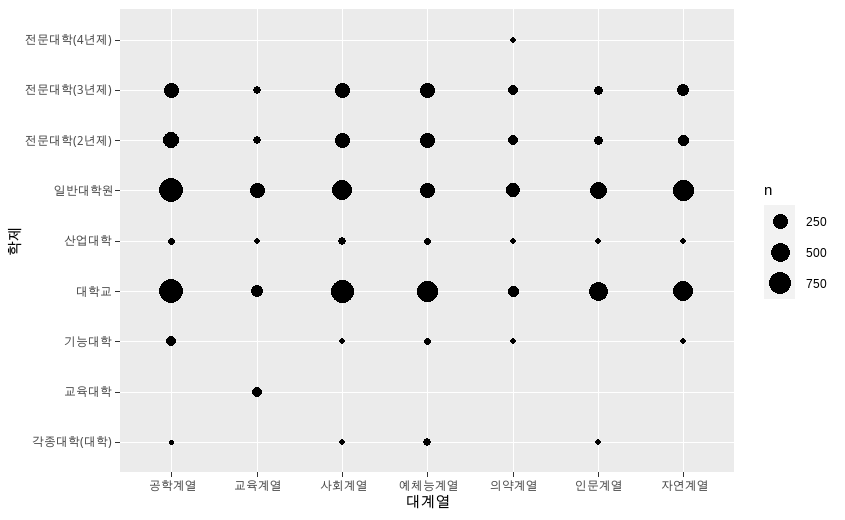 전문대학(4년제)
전문대학(3년제)
전문대학(2년제)
일반대학원
산업대학
대학교
기능대학
교육대학
각종대학(대학)
학제
공학계열 교육계열 사회계열 예체능계열 의약계열 인문계열 자연계열
대계열
n
250
500
750